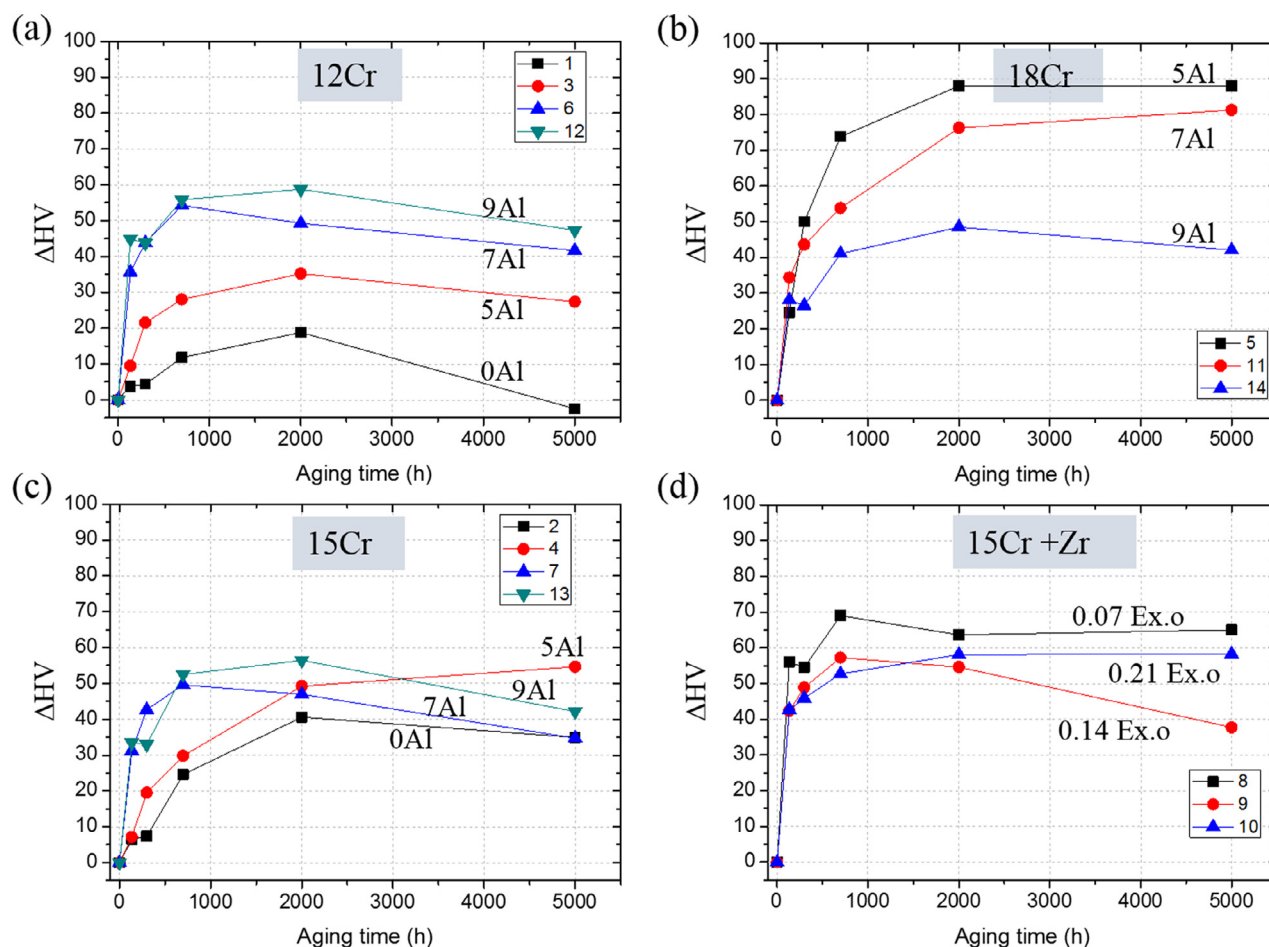 (a)
100
90
80
70
60
50
40
30
20
10
0
ΔHV
12Cr
1
3
6
12
9Al
7Al
5Al
0Al
0 1000 2000 3000 4000 5000
Aging time (h)
(b)
100
90
80
70
60
50
40
30
20
10
0
ΔHV
18Cr
5Al
7Al
9Al
5
11
14
0 1000 2000 3000 4000 5000
Aging time (h)
(c)
100
90
80
70
60
50
40
30
20
10
0
ΔHV
15Cr
2
4
7
13
5Al
9Al
7Al
0Al
0 1000 2000 3000 4000 5000
Aging time (h)
(d)
100
90
80
70
60
50
40
30
20
10
0
ΔHV
15Cr +Zr
0.07 Ex.o
0.21 Ex.o
0.14 Ex.o
8
9
10
0 1000 2000 3000 4000 5000
Aging time (h)